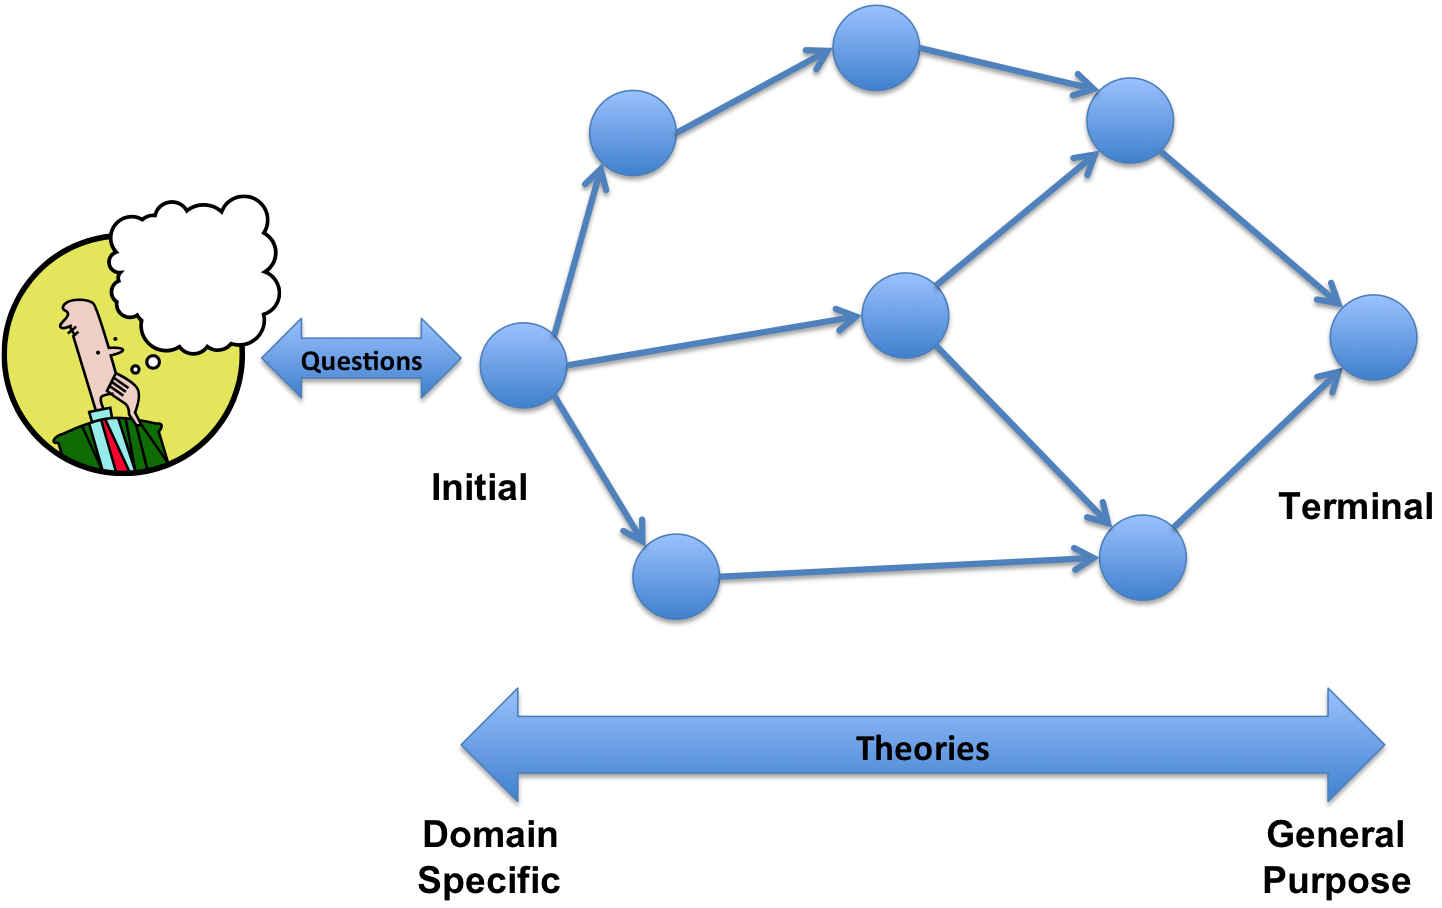 Questions
Initial
Terminal
Theories
Domain
Specific
General
Purpose